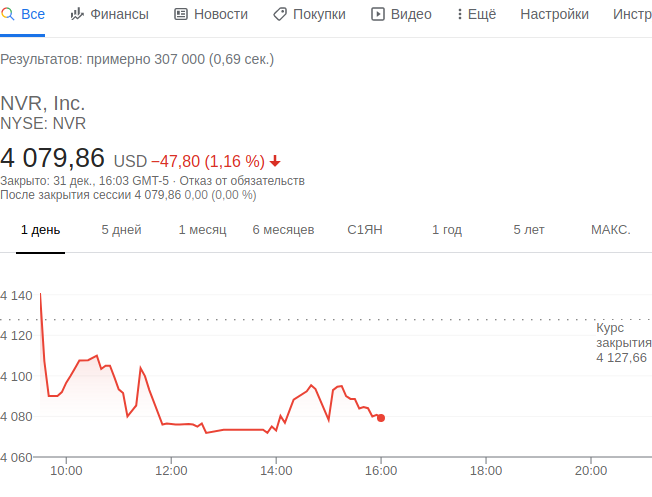 Все Финансы Новости Покупки Видео Ещё Настройки Инстр
Результатов: примерно 307 000 (0,69 сек.)
NVR, Inc.
NYSE: NVR
4 079,86 USD −47,80 (1,16 %)
Закрыто: 31 дек., 16:03 GMT-5 · Отказ от обязательств
После закрытия сессии 4 079,86 0,00 (0,00 %)
1 день 5 дней 1 месяц 6 месяцев С1ЯН 1 год 5 лет МАКС.
4 140
Курс
4 120
закрытия
4 127,66
4 100
4 080
4 060
10:00 12:00 14:00 16:00 18:00 20:00